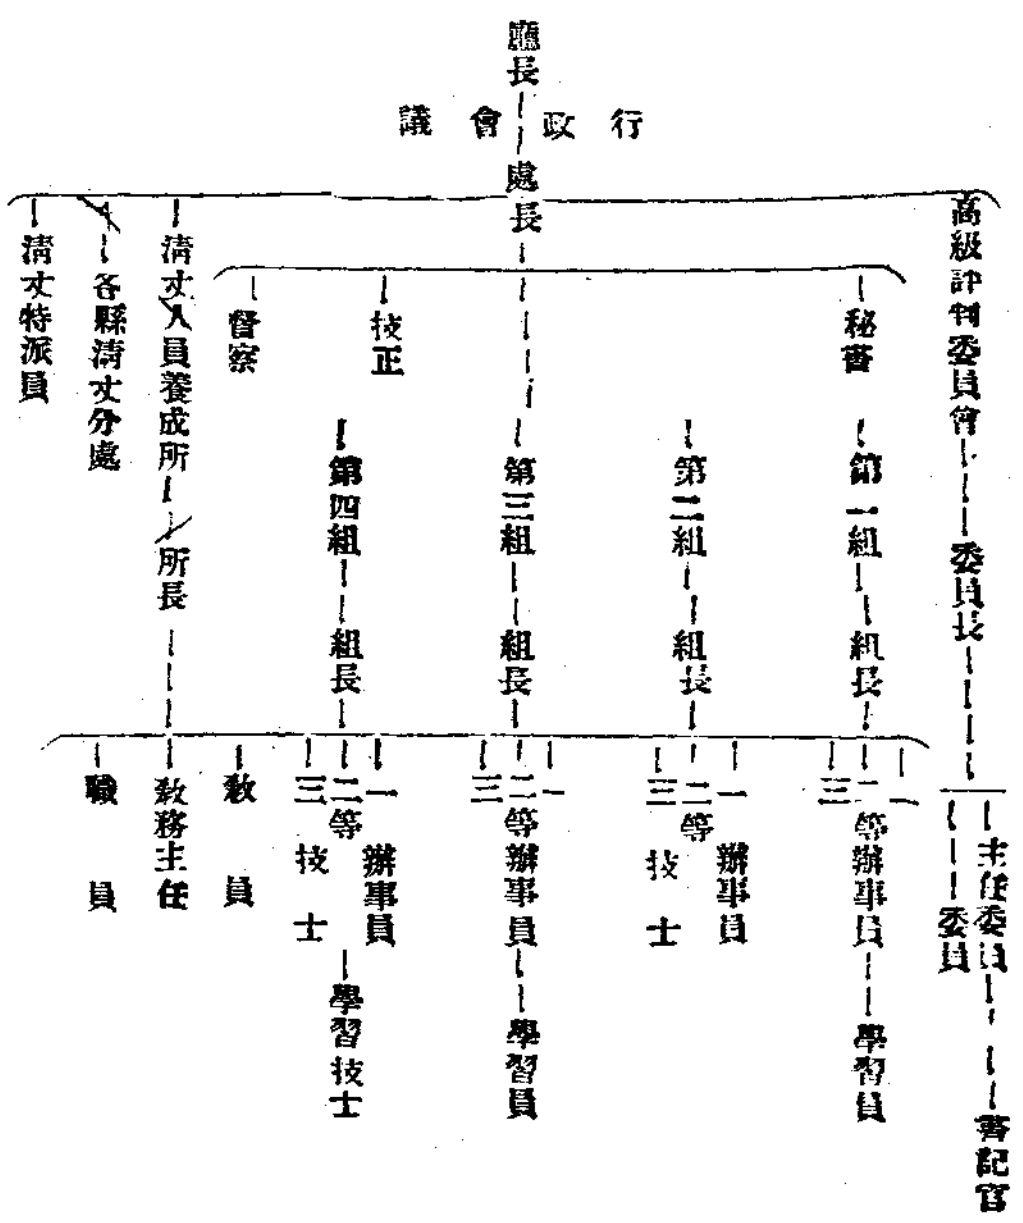 廳長
行政會議
處長
高級評判委員會
委員長
主任委員
書記官
委員
秘書
技正
督察
第一組
組長
一二三等辦事員
學習員
第二組
組長
一二三等
辦事員
技士
第三組
組長
一二三等辦事員
學習員
第四組
組長
一二三等
辦事員
技士
學習技士
清丈人員養成所
所長
教員
教務主任
職員
各縣清丈分處
清丈特派員